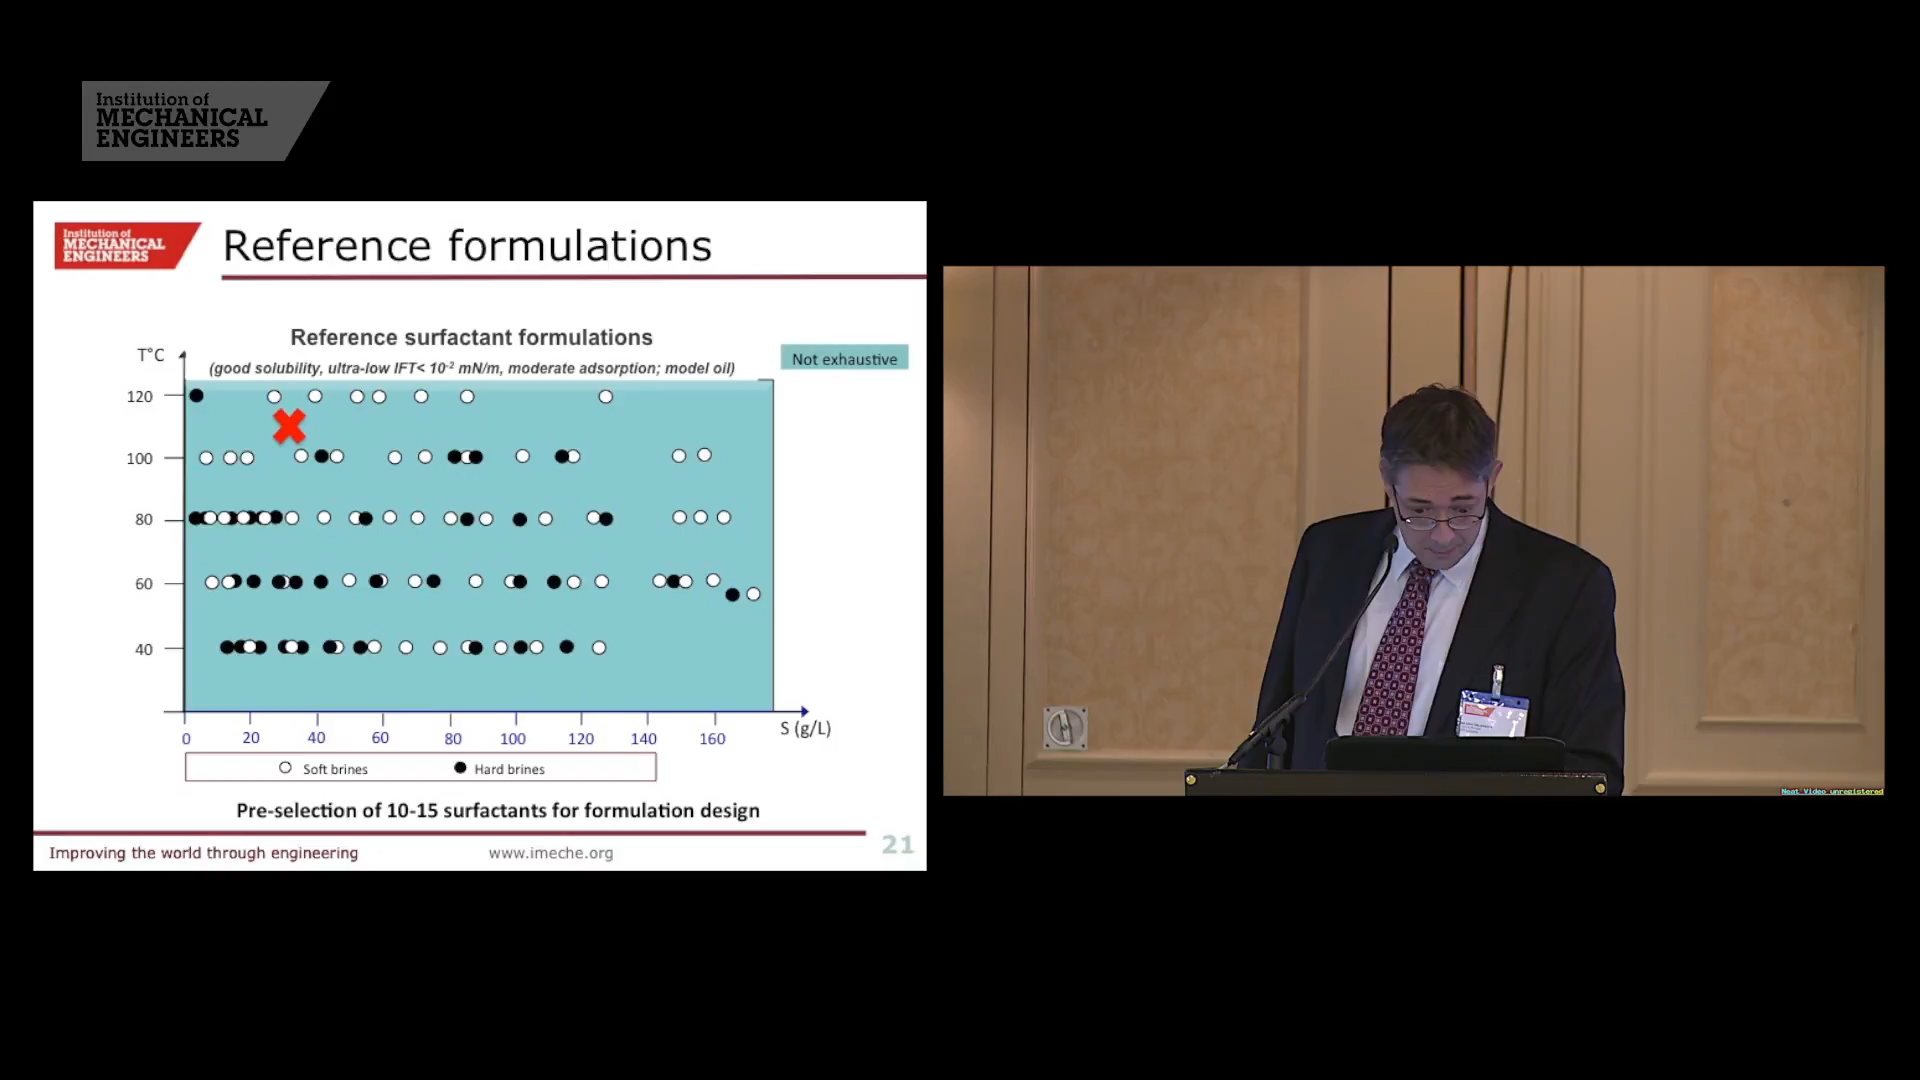 Institution of
MECHANICAL
ENGINEERS
Institution of
MECHANICAL
ENGINEERS
Reference formulations
Reference surfactant formulations
(good solubility, ultra-low IFT< 10⁻² mN/m, moderate adsorption; model oil)
Not exhaustive
T°C
120
100
80
60
40
0 20 40 60 80 100 120 140 160
S (g/L)
Soft brines Hard brines
Pre-selection of 10-15 surfactants for formulation design
21
Improving the world through engineering www.imeche.org
Neat Video unregistered